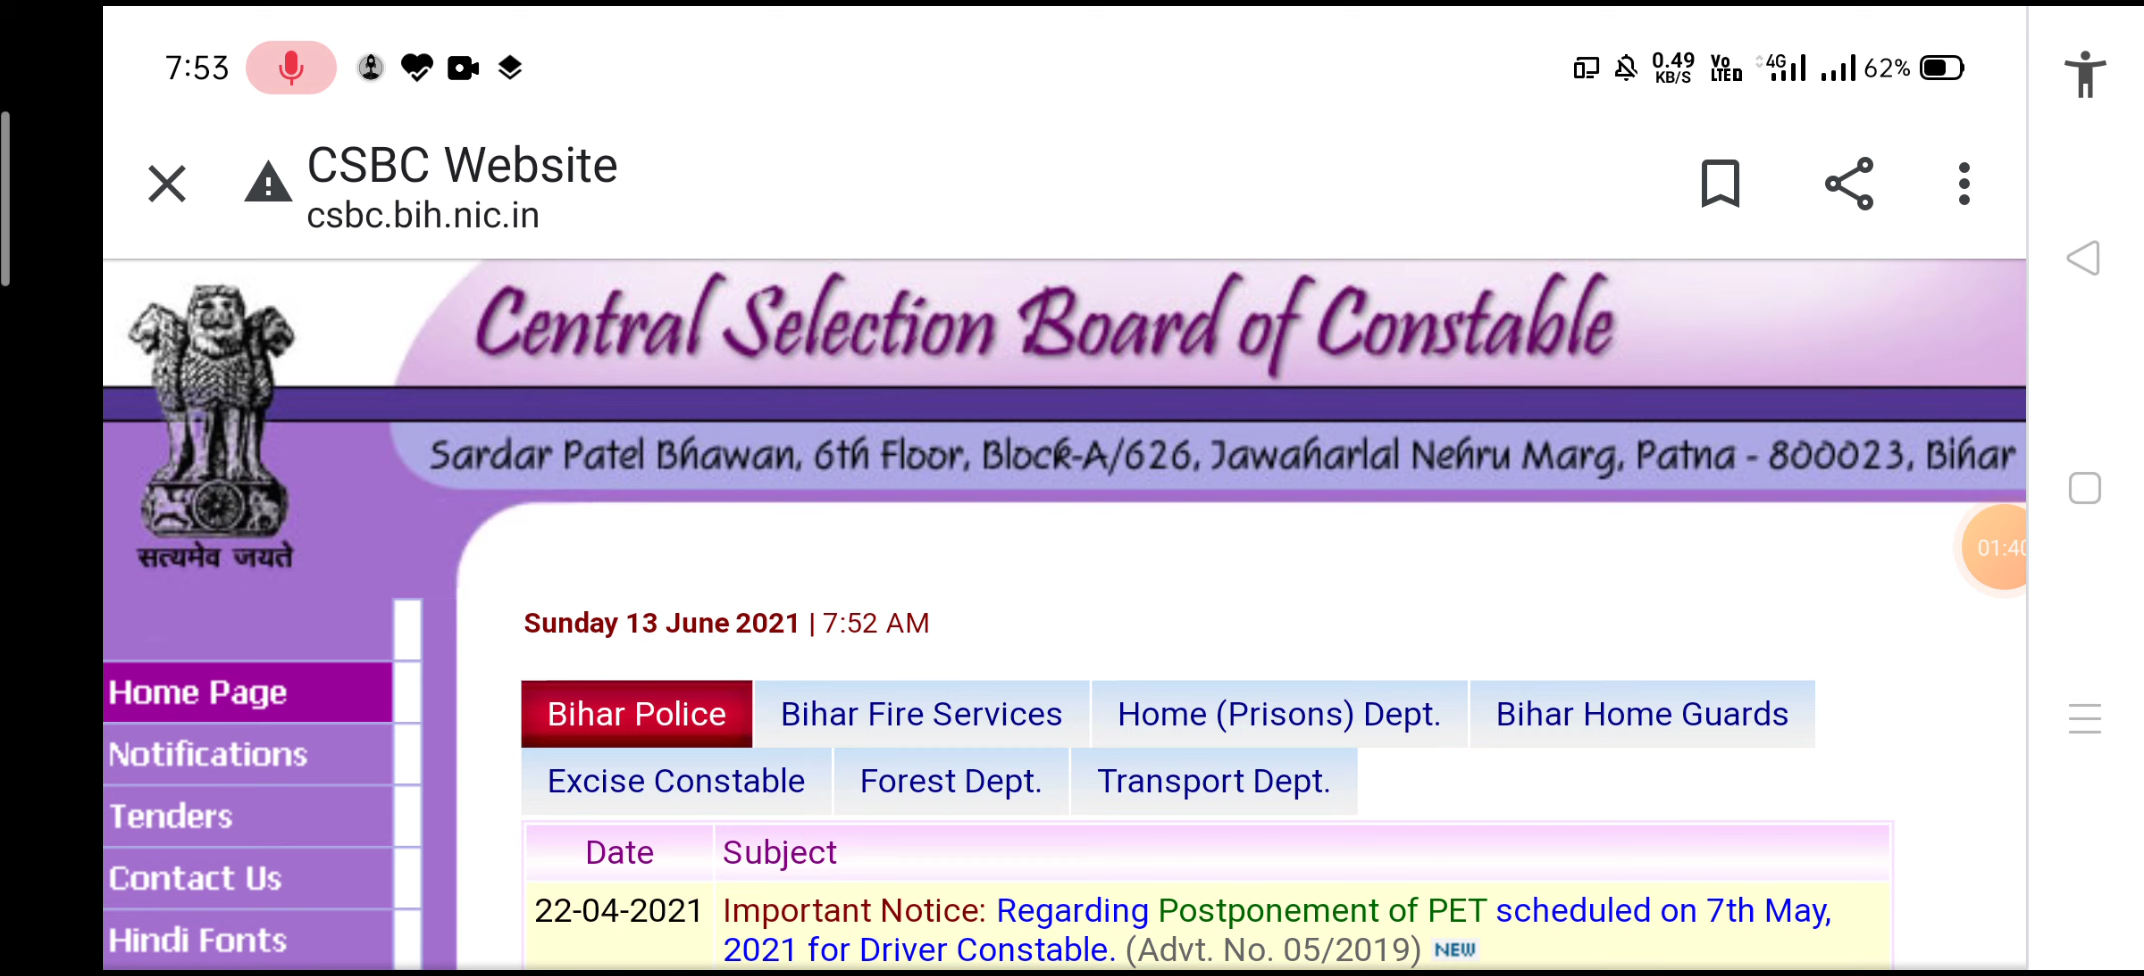 7:53
0.49 KB/S VoLTED 4G 62%
CSBC Website
csbc.bih.nic.in
Central Selection Board of Constable
Sardar Patel Bhawan, 6th Floor, Block-A/626, Jawaharlal Nehru Marg, Patna - 800023, Bihar
सत्यमेव जयते
01:40
Sunday 13 June 2021 | 7:52 AM
Home Page
Notifications
Tenders
Contact Us
Hindi Fonts
Bihar Police Bihar Fire Services Home (Prisons) Dept. Bihar Home Guards
Excise Constable Forest Dept. Transport Dept.
Date Subject
22-04-2021 Important Notice: Regarding Postponement of PET scheduled on 7th May,
2021 for Driver Constable. (Advt. No. 05/2019) NEW